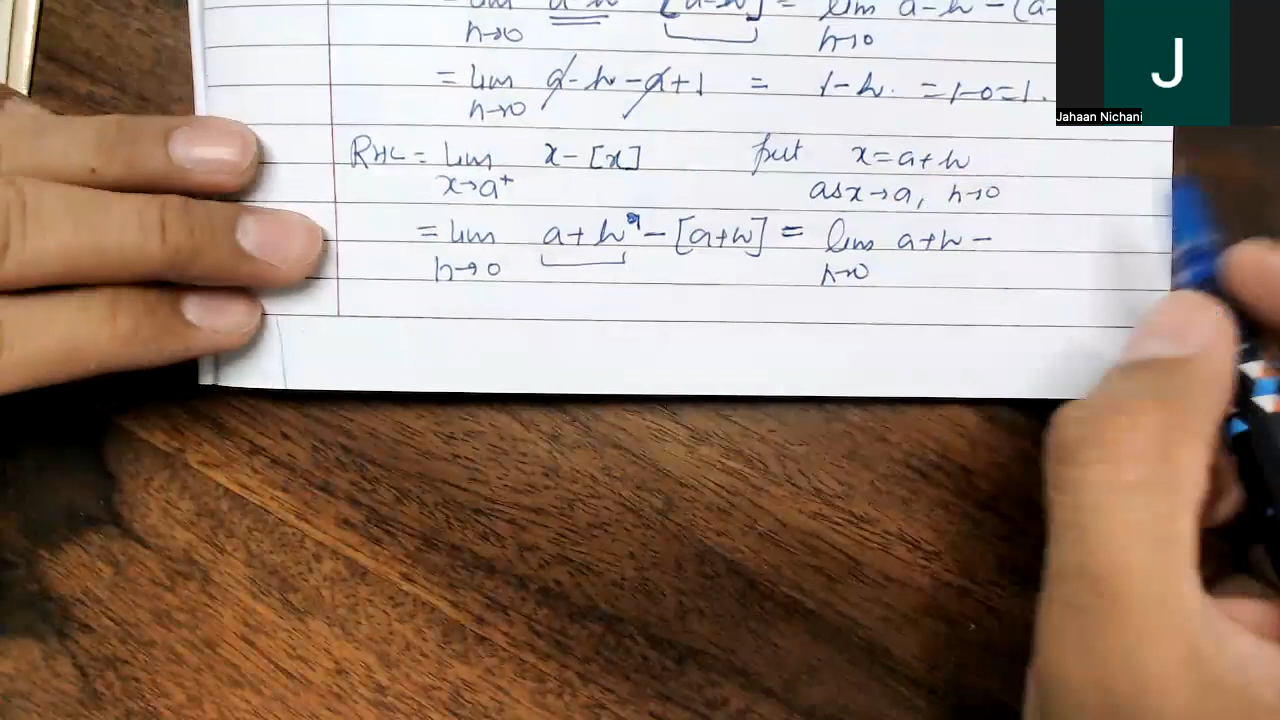 = lim a-h - [a-h] = lim a-h-(a-
h→0 h→0
= lim a-h-a+1 = 1-h. =1-0=1.
h→0
RHL = lim x-[x] put x=a+h
x→a⁺ as x→a, h→0
= lim a+h - [a+h] = lim a+h-
h→0 h→0
J
Jahaan Nichani